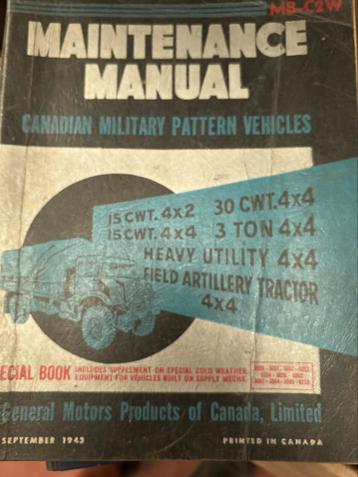 MB-C2W
MAINTENANCE
MANUAL
CANADIAN MILITARY PATTERN VEHICLES
15 CWT. 4x2 30 CWT. 4x4
15 CWT. 4x4 3 TON 4x4
HEAVY UTILITY 4x4
FIELD ARTILLERY TRACTOR
4x4
ECIAL BOOK INCLUDES SUPPLEMENT ON SPECIAL COLD WEATHER
EQUIPMENT FOR VEHICLES BUILT ON SUPPLY MECHS.
General Motors Products of Canada, Limited
SEPTEMBER 1943 PRINTED IN CANADA